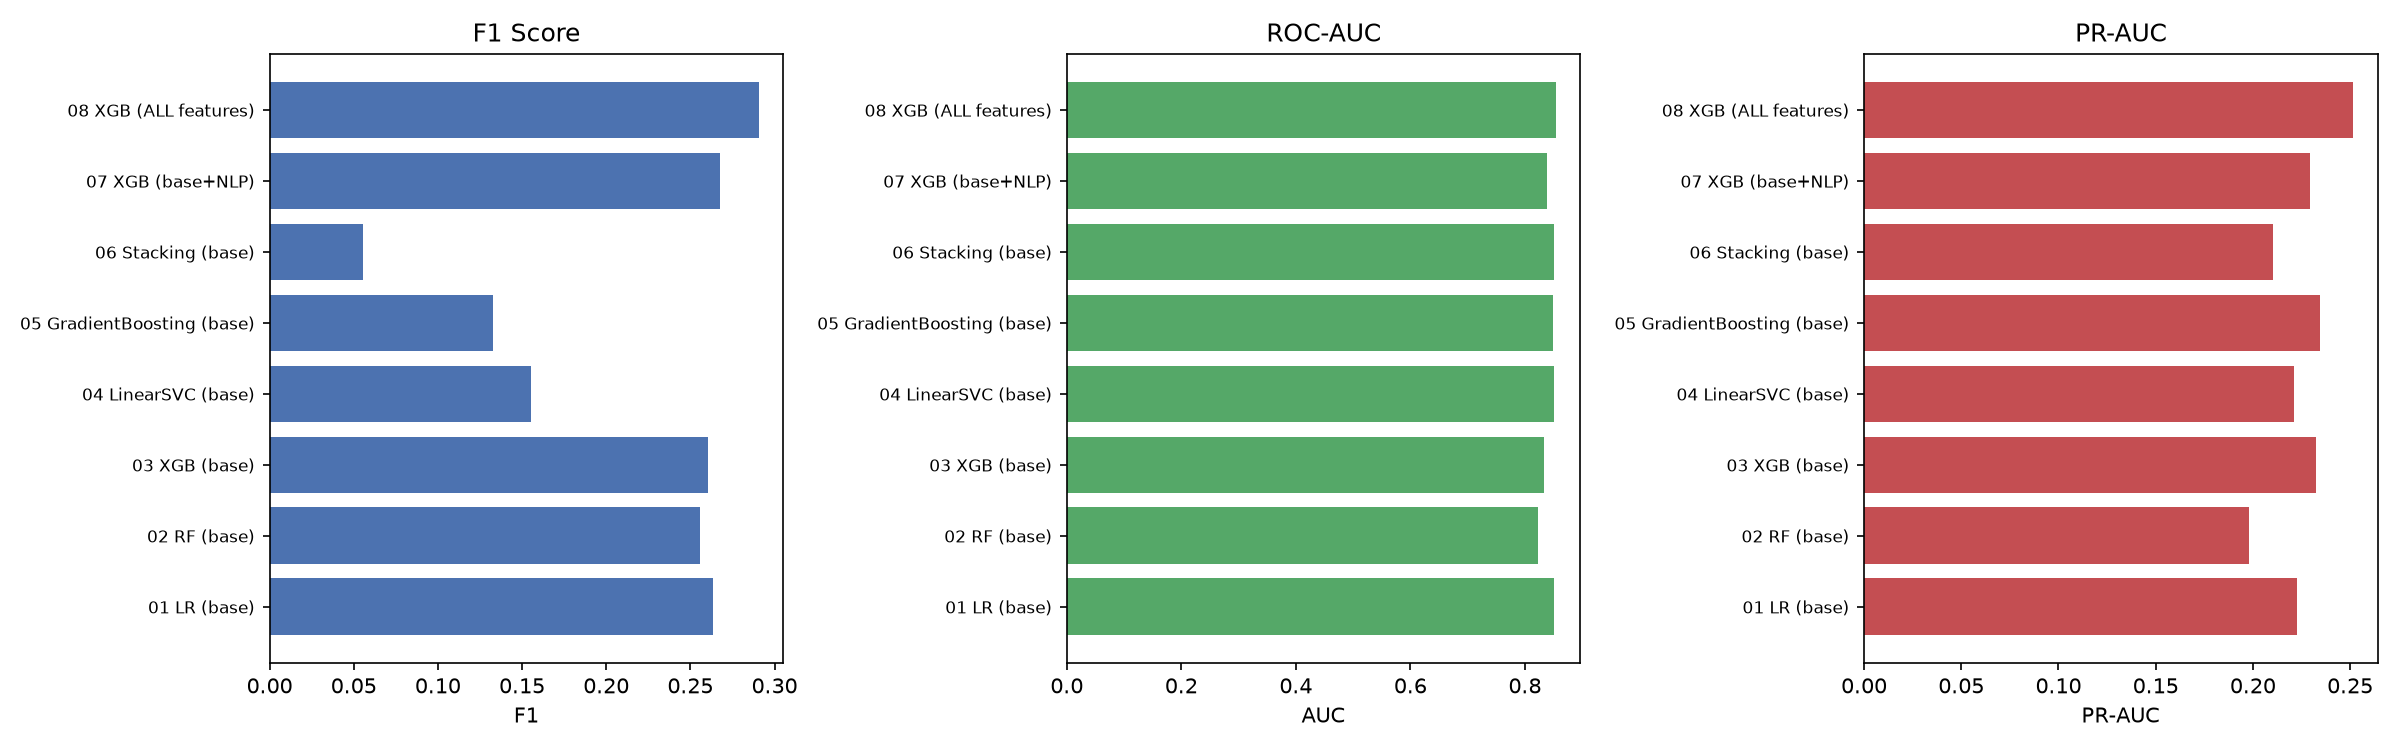 F1 Score
08 XGB (ALL features)
07 XGB (base+NLP)
06 Stacking (base)
05 GradientBoosting (base)
04 LinearSVC (base)
03 XGB (base)
02 RF (base)
01 LR (base)
0.00 0.05 0.10 0.15 0.20 0.25 0.30
F1
ROC-AUC
08 XGB (ALL features)
07 XGB (base+NLP)
06 Stacking (base)
05 GradientBoosting (base)
04 LinearSVC (base)
03 XGB (base)
02 RF (base)
01 LR (base)
0.0 0.2 0.4 0.6 0.8
AUC
PR-AUC
08 XGB (ALL features)
07 XGB (base+NLP)
06 Stacking (base)
05 GradientBoosting (base)
04 LinearSVC (base)
03 XGB (base)
02 RF (base)
01 LR (base)
0.00 0.05 0.10 0.15 0.20 0.25
PR-AUC